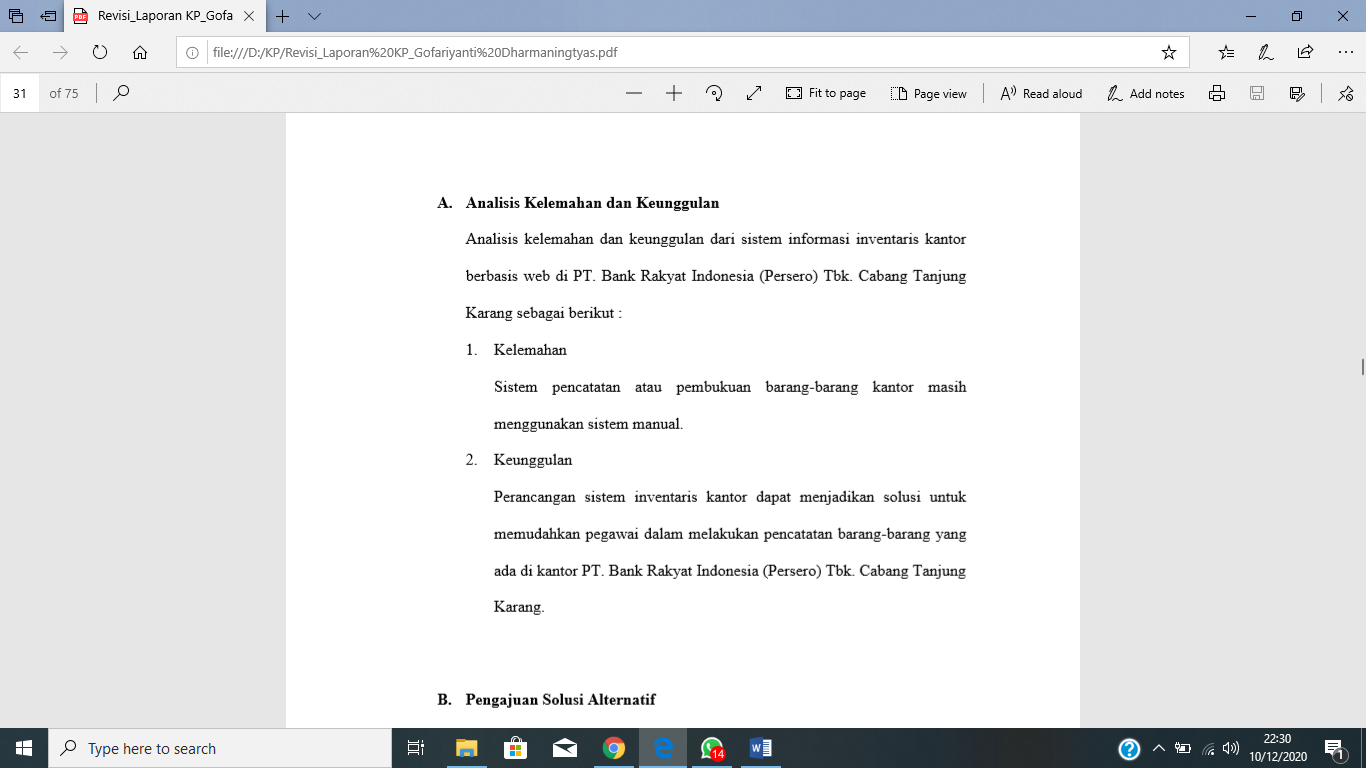 Revisi_Laporan KP_Gofa
file:///D:/KP/Revisi_Laporan%20KP_Gofariyanti%20Dharmaningtyas.pdf
31 of 75 Fit to page Page view Read aloud Add notes
A. Analisis Kelemahan dan Keunggulan
Analisis kelemahan dan keunggulan dari sistem informasi inventaris kantor
berbasis web di PT. Bank Rakyat Indonesia (Persero) Tbk. Cabang Tanjung
Karang sebagai berikut :
1. Kelemahan
Sistem pencatatan atau pembukuan barang-barang kantor masih
menggunakan sistem manual.
2. Keunggulan
Perancangan sistem inventaris kantor dapat menjadikan solusi untuk
memudahkan pegawai dalam melakukan pencatatan barang-barang yang
ada di kantor PT. Bank Rakyat Indonesia (Persero) Tbk. Cabang Tanjung
Karang.
B. Pengajuan Solusi Alternatif
Type here to search
14
22:30
10/12/2020
1